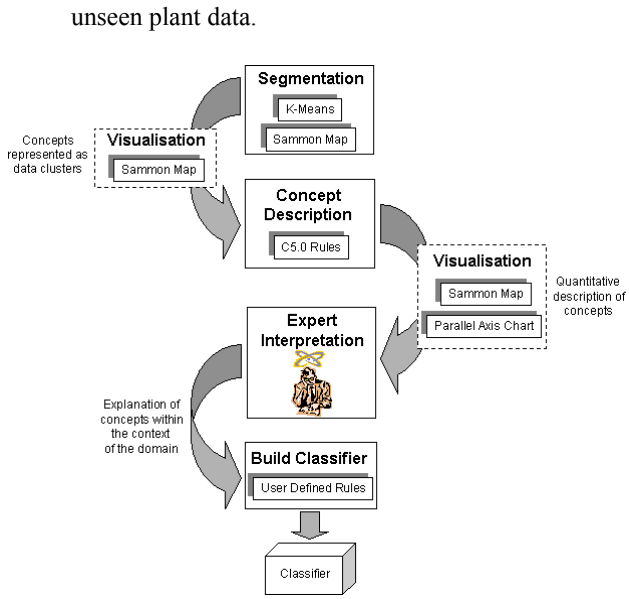 unseen plant data.
Segmentation
K-Means
Sammon Map
Concepts
represented as
data clusters
Visualisation
Sammon Map
Concept
Description
C5.0 Rules
Visualisation
Sammon Map
Parallel Axis Chart
Quantitative
description of
concepts
Expert
Interpretation
Explanation of
concepts within
the context
of the domain
Build Classifier
User Defined Rules
Classifier